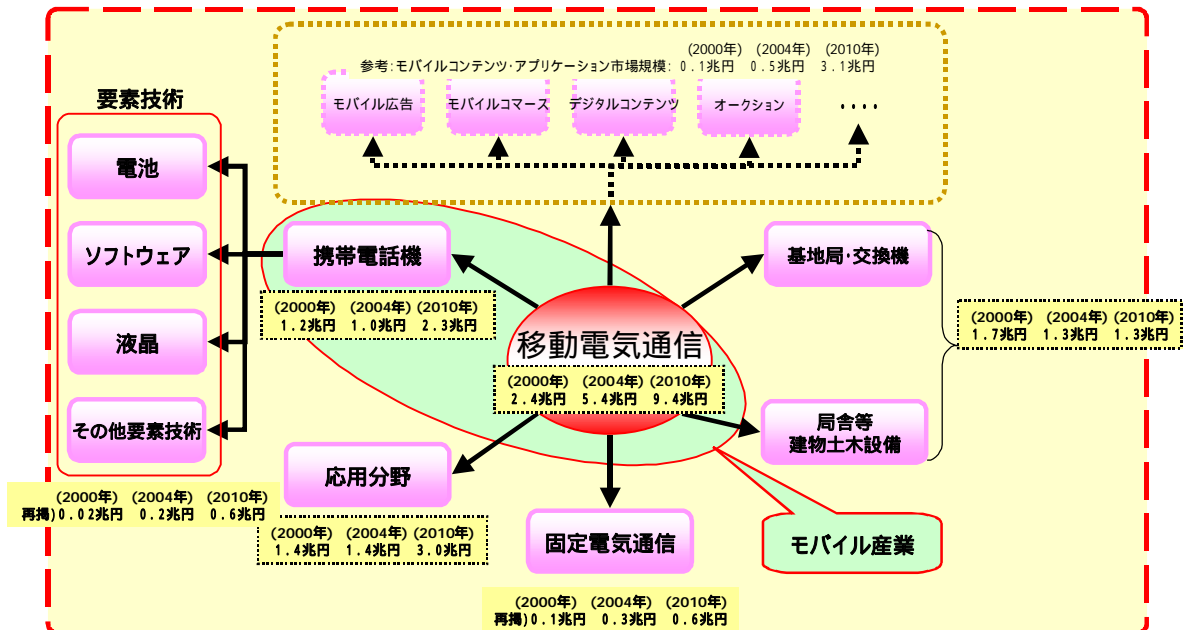 (2000年) (2004年) (2010年)
参考:モバイルコンテンツ・アプリケーション市場規模: 0.1兆円 0.5兆円 3.1兆円
モバイル広告
モバイルコマース
デジタルコンテンツ
オークション
・・・・
要素技術
電池
ソフトウェア
液晶
その他要素技術
(2000年) (2004年) (2010年)
再掲)0.02兆円 0.2兆円 0.6兆円
携帯電話機
(2000年) (2004年) (2010年)
1.2兆円 1.0兆円 2.3兆円
移動電気通信
(2000年) (2004年) (2010年)
2.4兆円 5.4兆円 9.4兆円
基地局・交換機
(2000年) (2004年) (2010年)
1.7兆円 1.3兆円 1.3兆円
局舎等
建物土木設備
応用分野
(2000年) (2004年) (2010年)
1.4兆円 1.4兆円 3.0兆円
固定電気通信
(2000年) (2004年) (2010年)
再掲)0.1兆円 0.3兆円 0.6兆円
モバイル産業